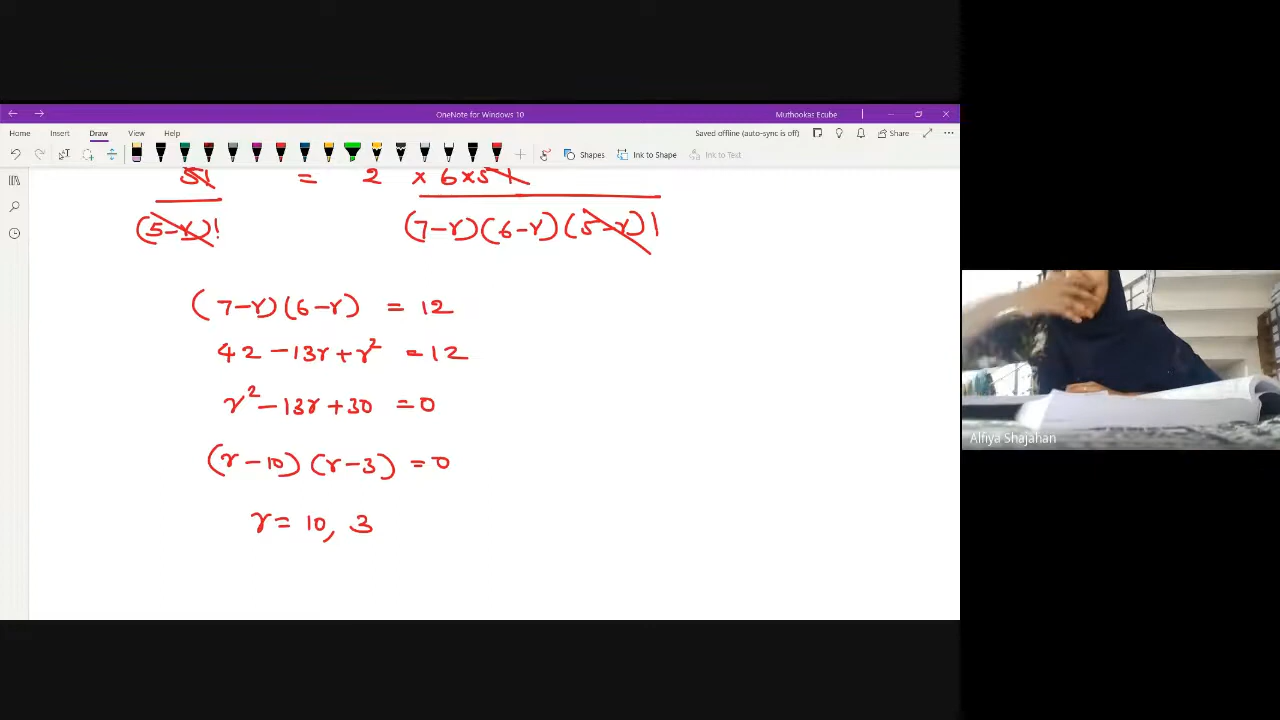 OneNote for Windows 10
Muthookas Ecube
Home Insert Draw View Help
Saved offline (auto-sync is off)
Share
Shapes
Ink to Shape
Ink to Text
5! = 2 × 6×5!
(5-r)! (7-r)(6-r)(5-r)!
(7-r)(6-r) = 12
42 -13r + r² = 12
r² - 13r + 30 = 0
(r - 10) (r - 3) = 0
r = 10, 3
Alfiya Shajahan